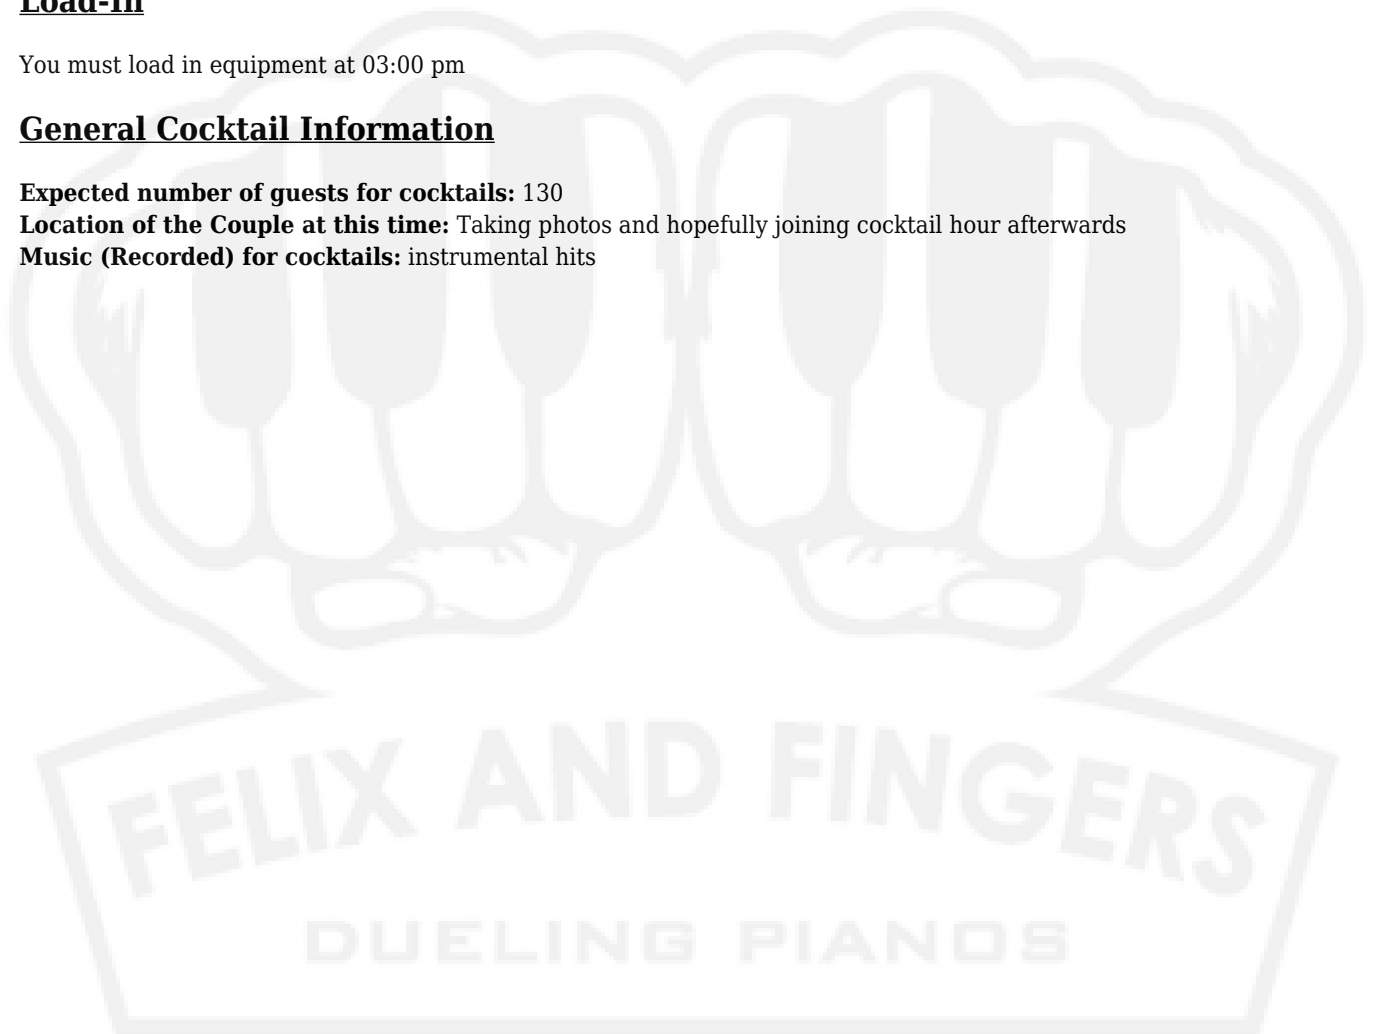 Load-In
You must load in equipment at 03:00 pm
General Cocktail Information
Expected number of guests for cocktails: 130
Location of the Couple at this time: Taking photos and hopefully joining cocktail hour afterwards
Music (Recorded) for cocktails: instrumental hits
FELIX AND FINGERS
DUELING PIANOS